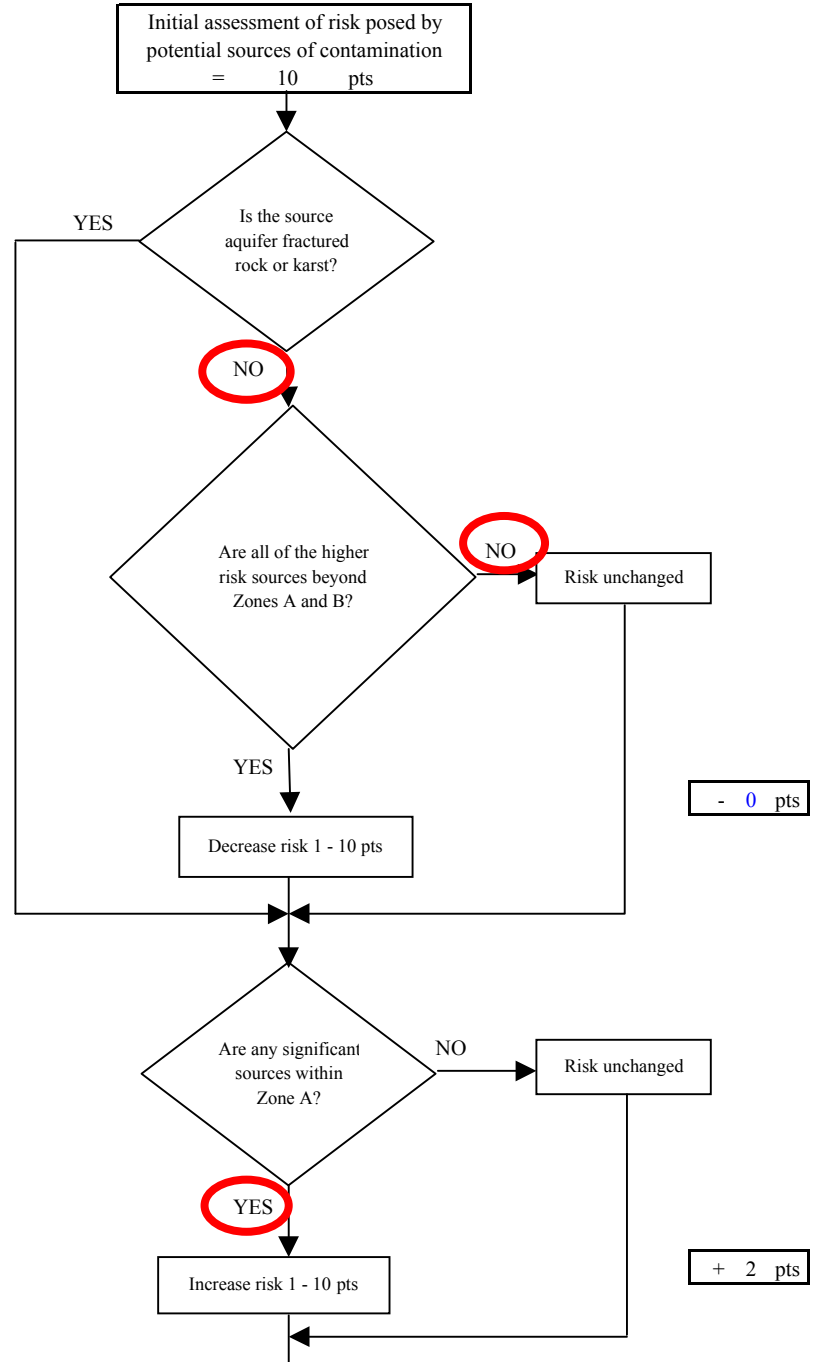 Initial assessment of risk posed by
potential sources of contamination
= 10 pts
YES
Is the source
aquifer fractured
rock or karst?
NO
Are all of the higher
risk sources beyond
Zones A and B?
NO
Risk unchanged
YES
- 0 pts
Decrease risk 1 - 10 pts
Are any significant
sources within
Zone A?
NO
Risk unchanged
YES
+ 2 pts
Increase risk 1 - 10 pts